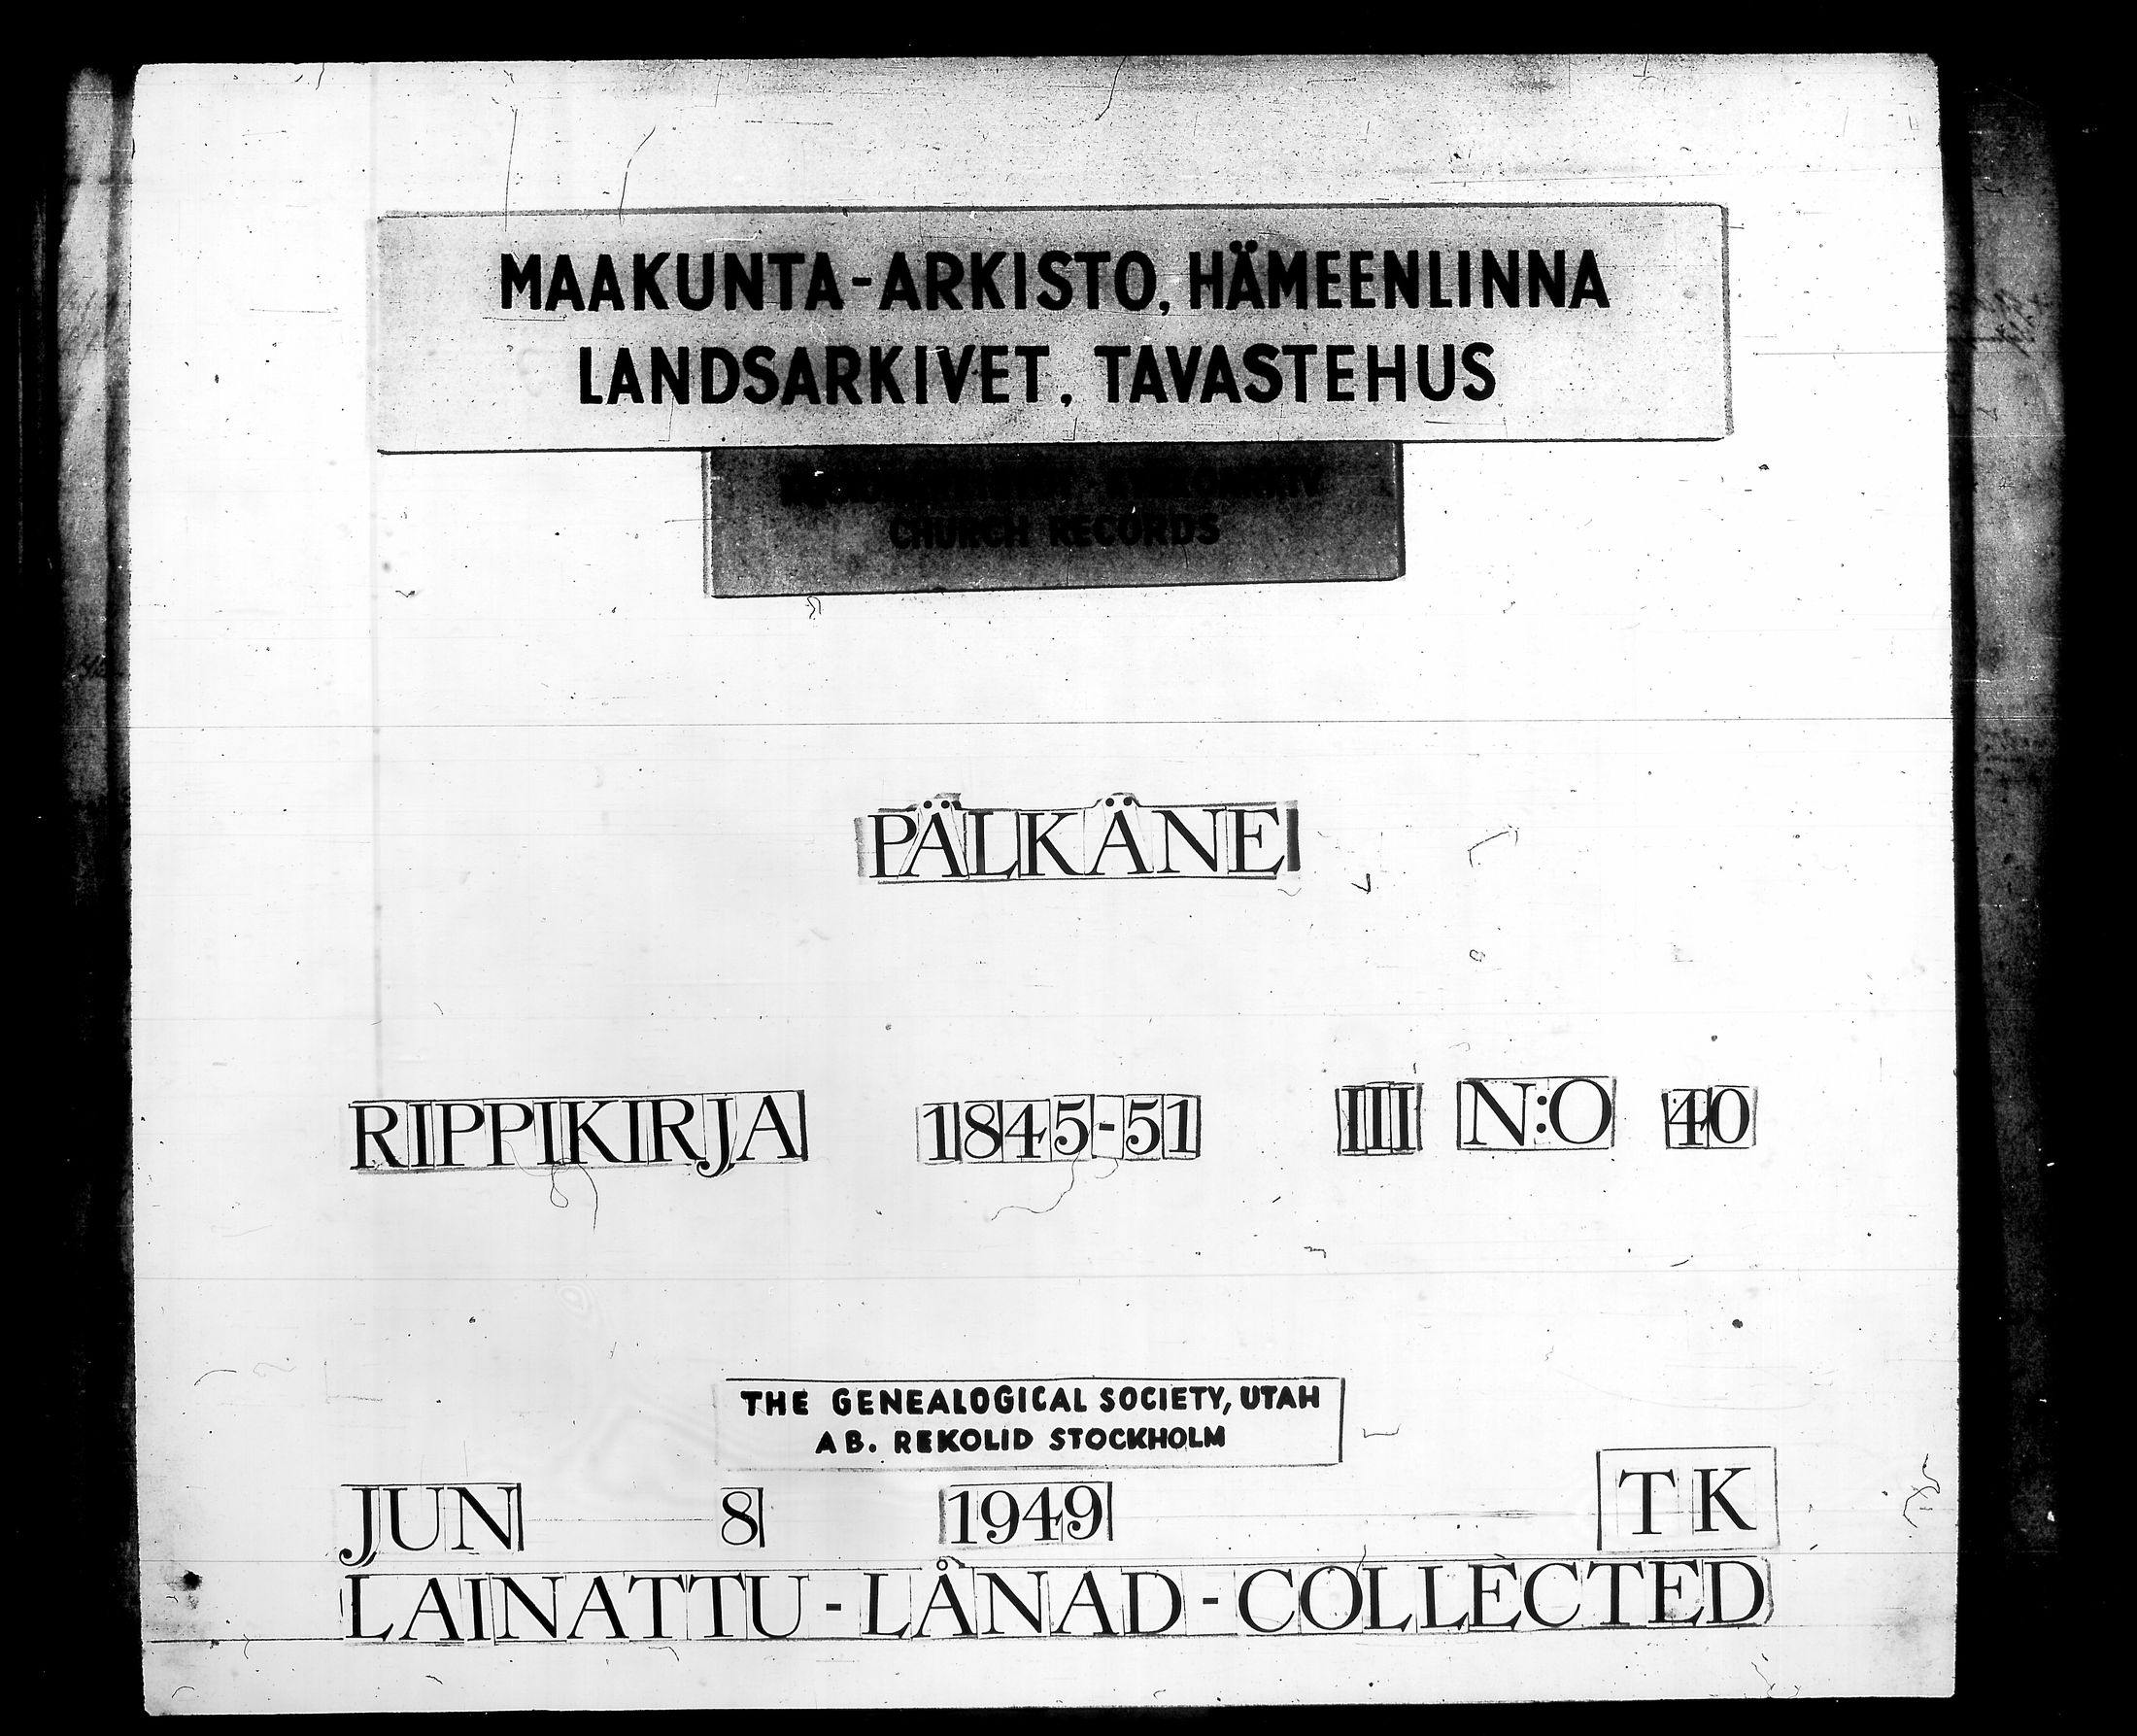 MAAKUNTA-ARKISTO, HÄMEENLINNA
LANDSARKIVET, TAVASTEHUS
CHURCH RECORDS
PÄLKÄNE
RIPPIKIRJA 1845-51 III N:O 40
THE GENEALOGICAL SOCIETY, UTAH
AB. REKOLID STOCKHOLM
JUN 8 1949 TK
LAINATTU - LÅNAD - COLLECTED